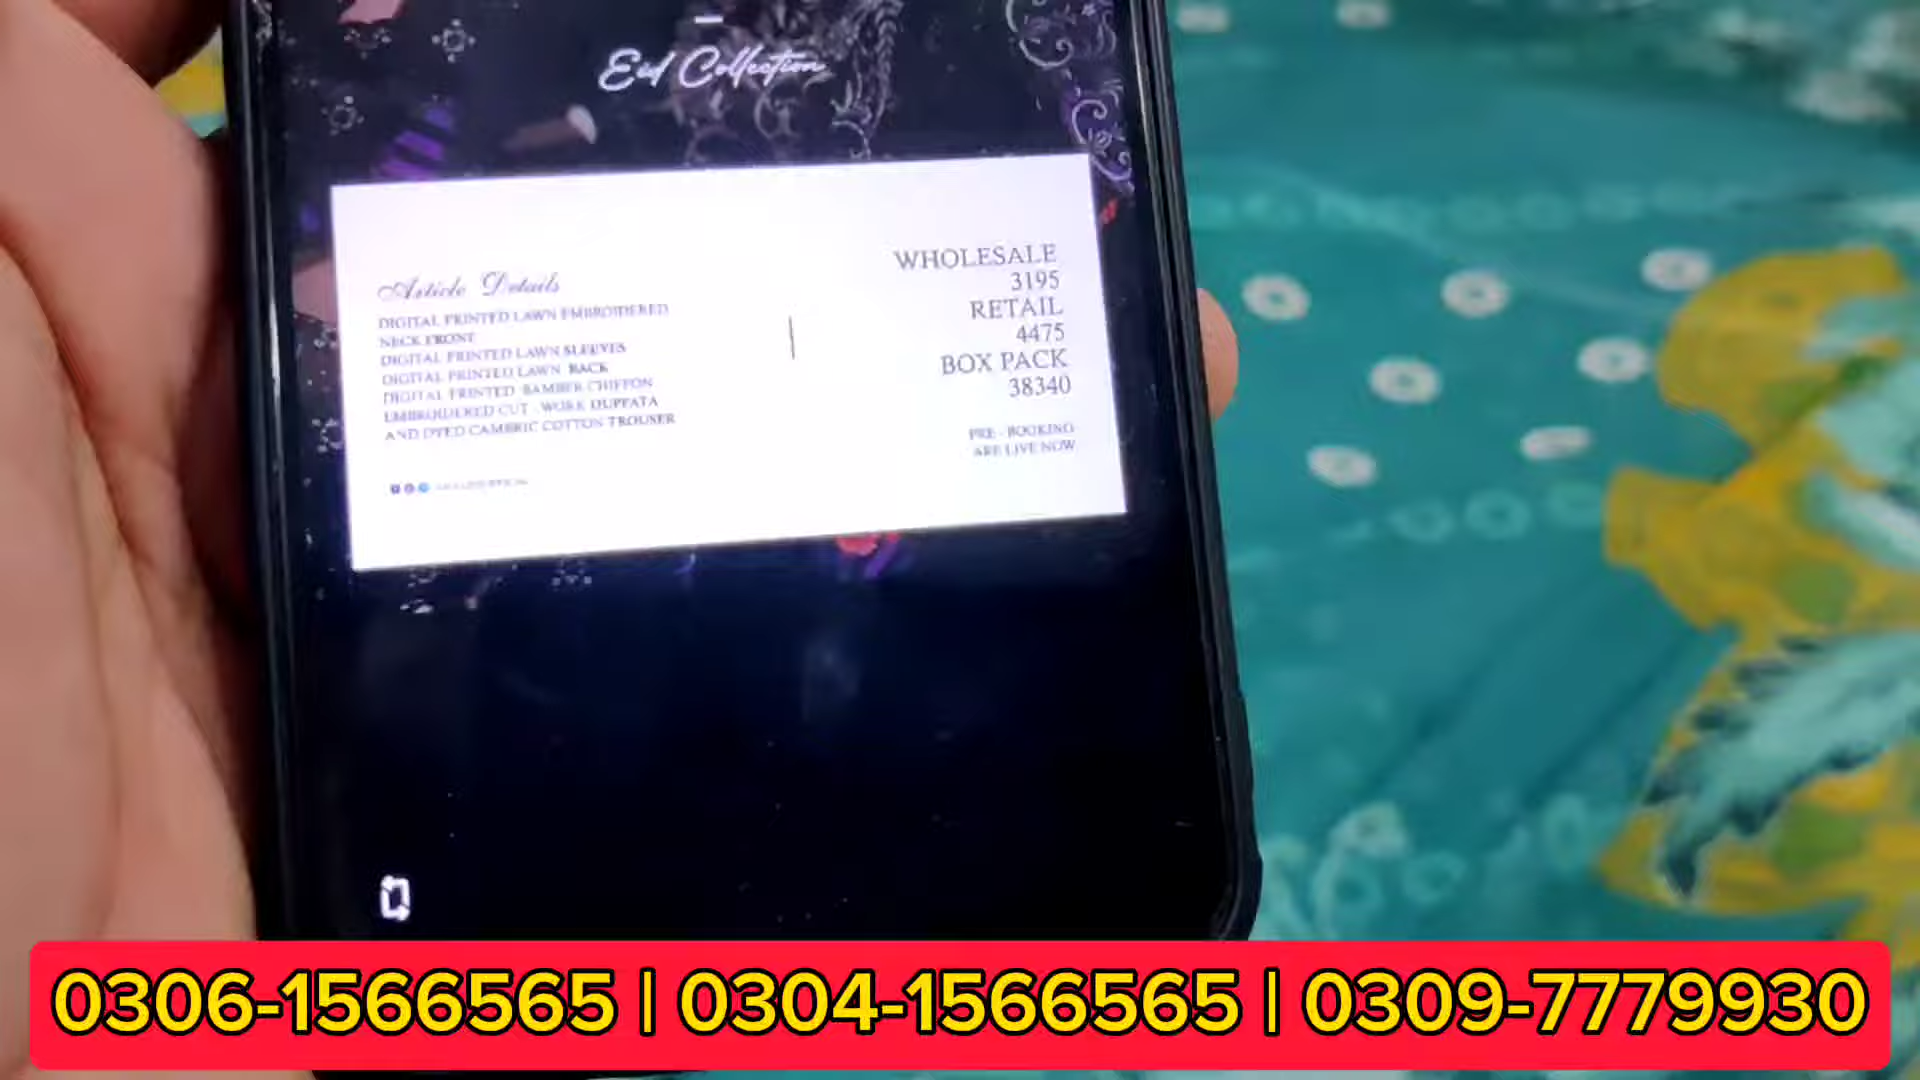 Eid Collection
Article Details
DIGITAL PRINTED LAWN EMBROIDERED
NECK FRONT
DIGITAL PRINTED LAWN SLEEVES
DIGITAL PRINTED LAWN BACK
DIGITAL PRINTED BAMBER CHIFFON
EMBROIDERED CUT - WORK DUPPATA
AND DYED CAMBRIC COTTON TROUSER
WHOLESALE
3195
RETAIL
4475
BOX PACK
38340
PRE - BOOKING
ARE LIVE NOW
0306-1566565 | 0304-1566565 | 0309-7779930